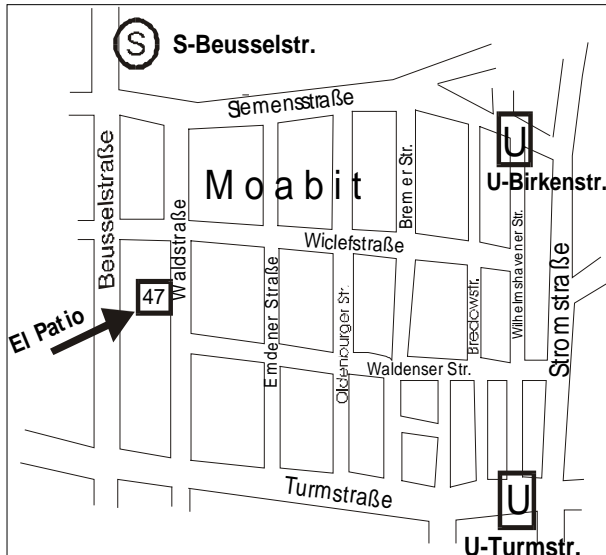 S
S-Beusselstr.
Siemensstraße
U
U-Birkenstr.
Beusselstraße
Moabit
Bremer Str.
Waldstraße
Wiclefstraße
Wilhelmshavener Str.
Stromstraße
47
El Patio
Emdener Straße
Oldenburger Str.
Bredowstr.
Waldenser Str.
Turmstraße
U
U-Turmstr.